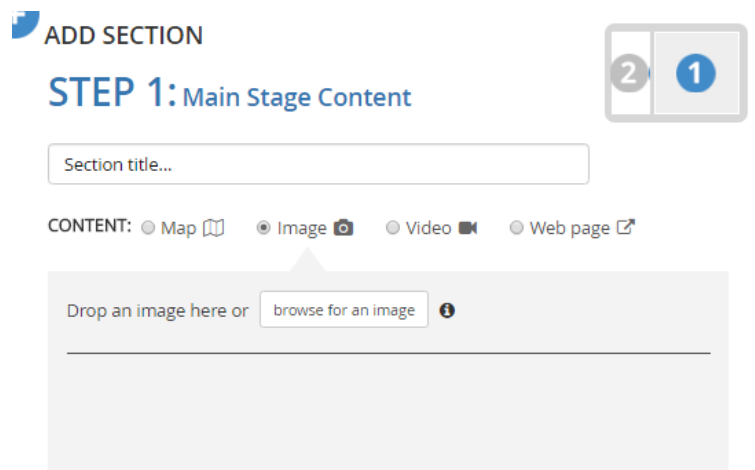 ADD SECTION
STEP 1: Main Stage Content
2 1
Section title...
CONTENT: Map Image Video Web page
Drop an image here or browse for an image